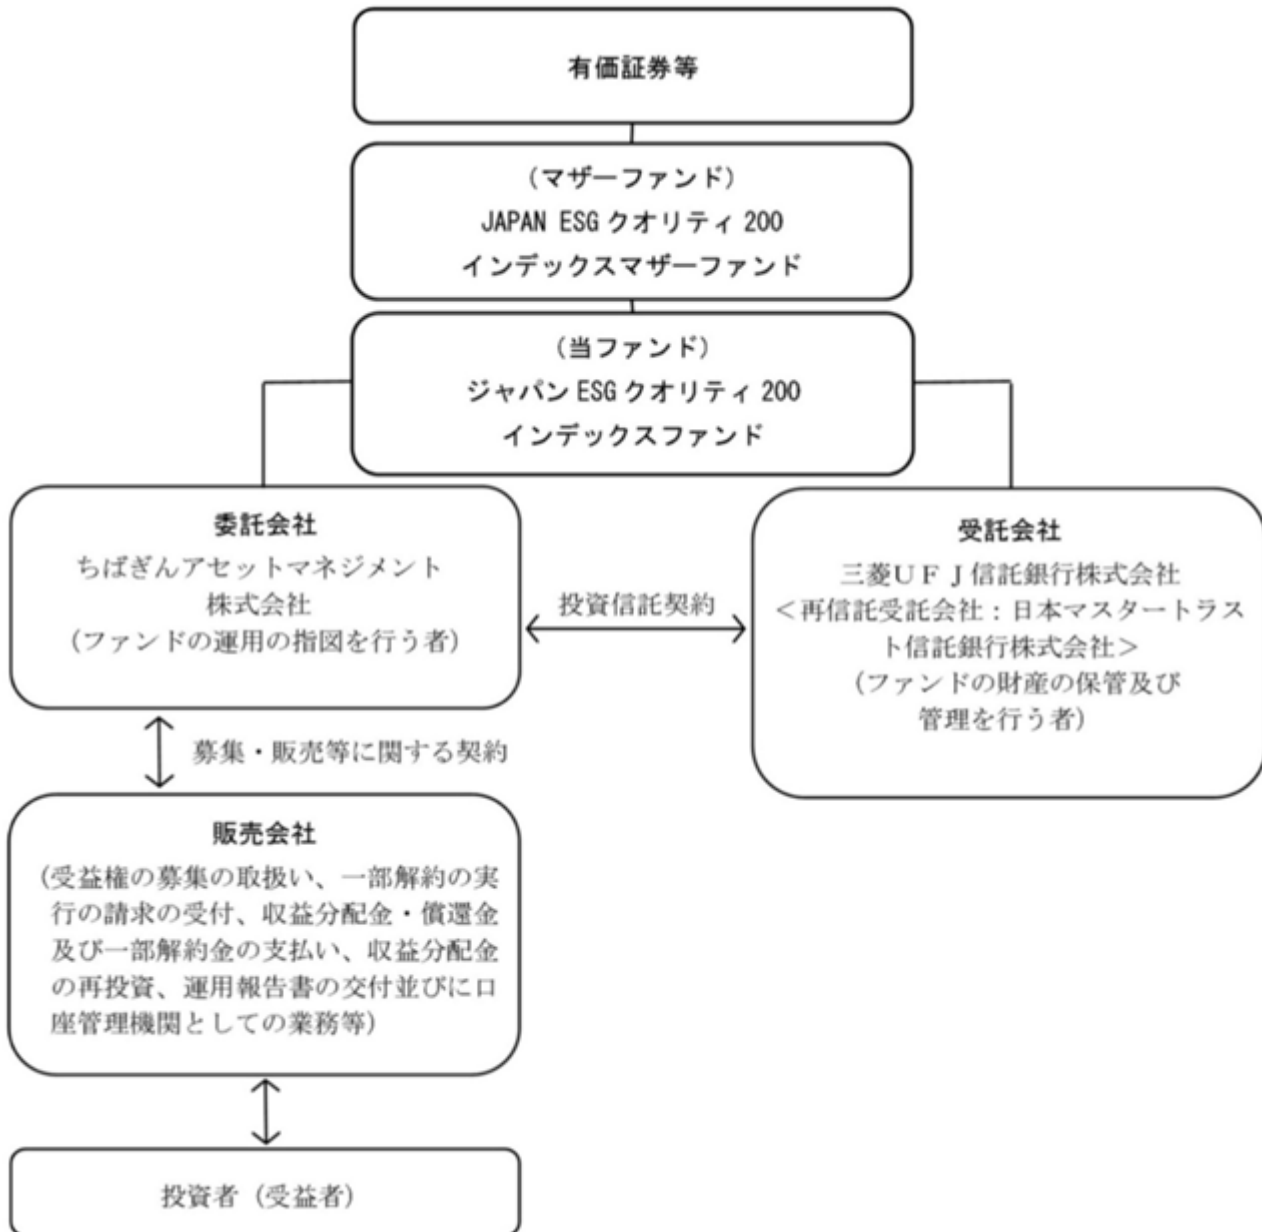 有価証券等
（マザーファンド）
JAPAN ESG クオリティ 200
インデックスマザーファンド
（当ファンド）
ジャパン ESG クオリティ 200
インデックスファンド
委託会社
ちばぎんアセットマネジメント
株式会社
（ファンドの運用の指図を行う者）
投資信託契約
受託会社
三菱ＵＦＪ信託銀行株式会社
＜再信託受託会社：日本マスタートラス
ト信託銀行株式会社＞
（ファンドの財産の保管及び
管理を行う者）
募集・販売等に関する契約
販売会社
（受益権の募集の取扱い、一部解約の実
行の請求の受付、収益分配金・償還金
及び一部解約金の支払い、収益分配金
の再投資、運用報告書の交付並びに口
座管理機関としての業務等）
投資者（受益者）